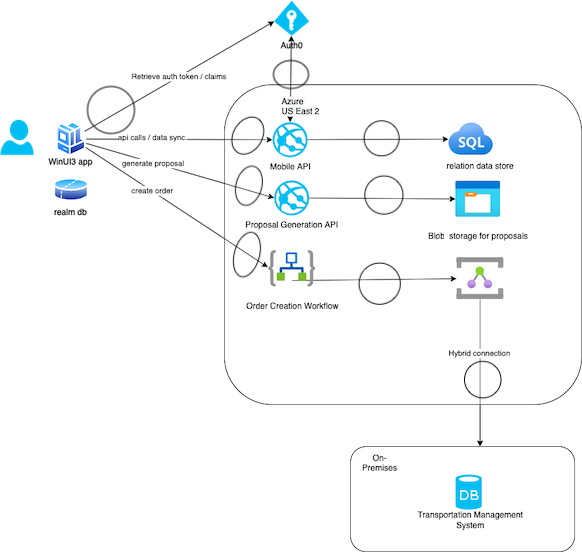 Auth0
Retrieve auth token / claims
Azure
US East 2
WinUI3 app
api calls / data sync
Mobile API
SQL
relation data store
generate proposal
realm db
create order
Proposal Generation API
Blob storage for proposals
Order Creation Workflow
Hybrid connection
On-
Premises
DB
Transportation Management
System